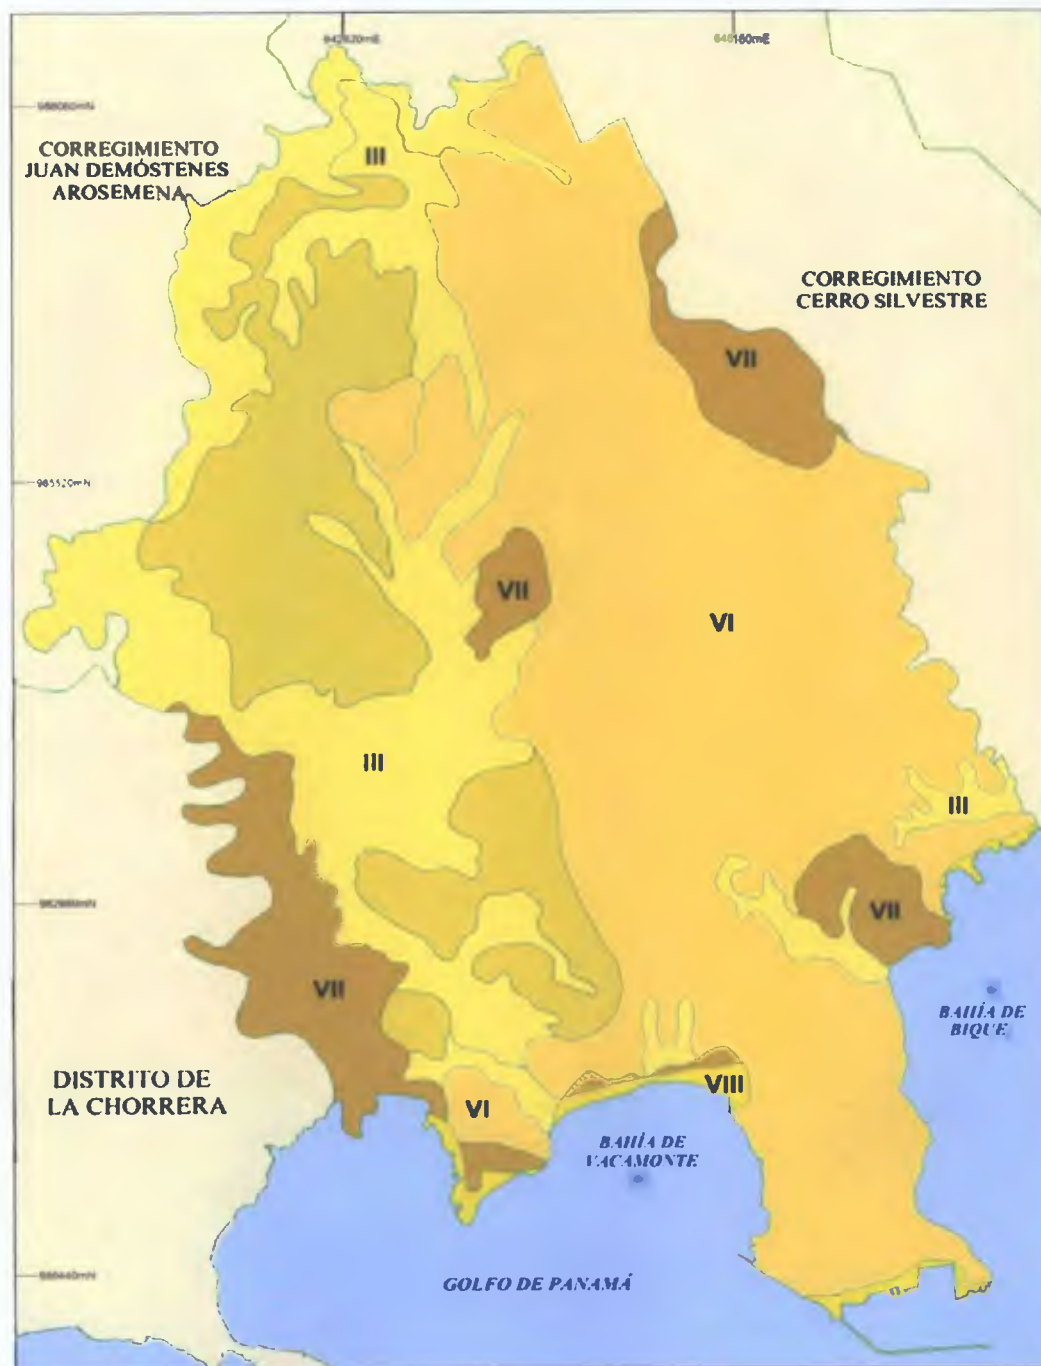 CORREGIMIENTO
JUAN DEMÓSTENES
AROSEMENA
III
CORREGIMIENTO
CERRO SILVESTRE
VII
985520mN
VII
VI
III
III
VII
VII
BAHÍA DE
BIQUE
DISTRITO DE
LA CHORRERA
VIII
VI
BAHÍA DE
VACAMONTE
GOLFO DE PANAMÁ